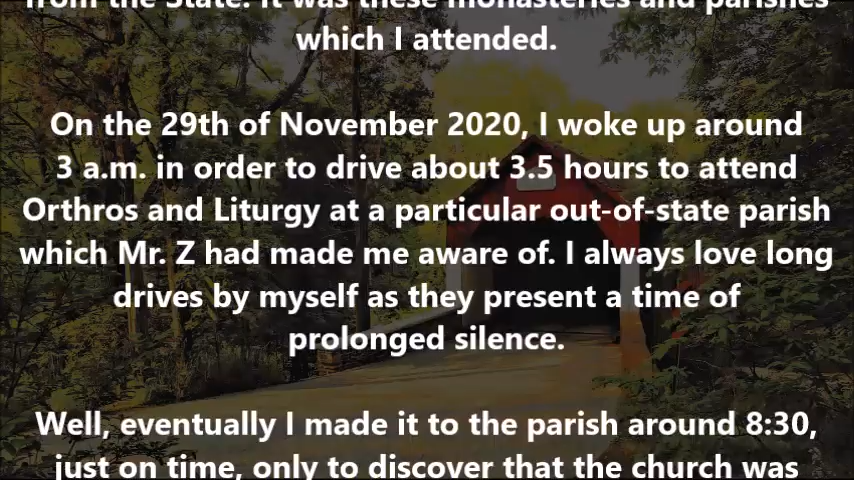 from the State. It was these monasteries and parishes
which I attended.
On the 29th of November 2020, I woke up around
3 a.m. in order to drive about 3.5 hours to attend
Orthros and Liturgy at a particular out-of-state parish
which Mr. Z had made me aware of. I always love long
drives by myself as they present a time of
prolonged silence.
Well, eventually I made it to the parish around 8:30,
just on time, only to discover that the church was